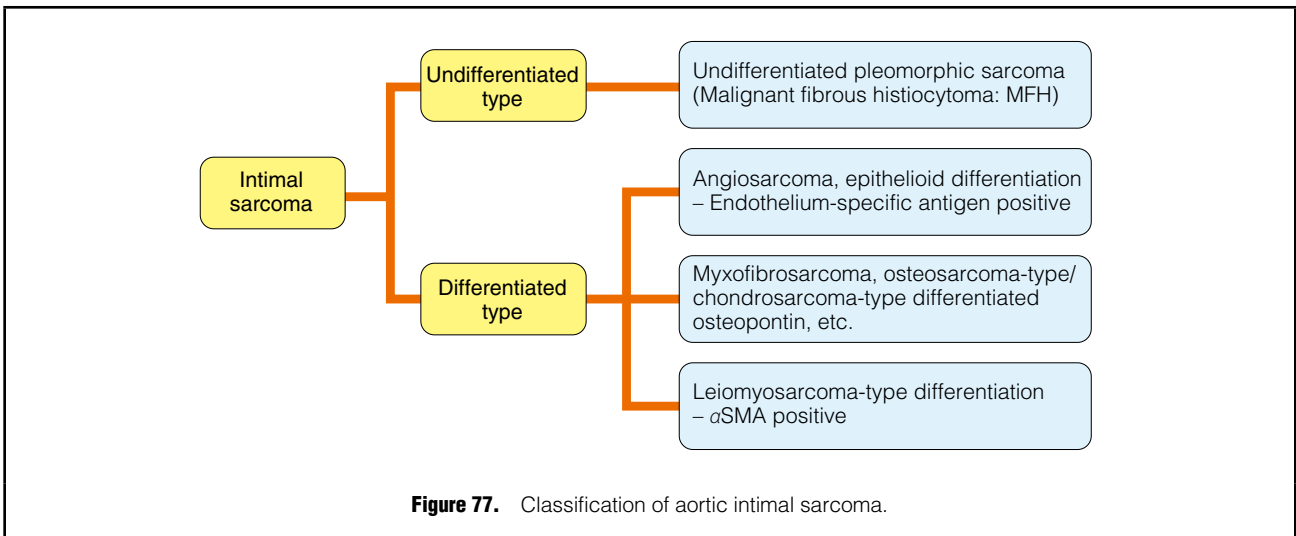 Intimal
sarcoma
Undifferentiated
type
Undifferentiated pleomorphic sarcoma
(Malignant fibrous histiocytoma: MFH)
Differentiated
type
Angiosarcoma, epithelioid differentiation
– Endothelium-specific antigen positive
Myxofibrosarcoma, osteosarcoma-type/
chondrosarcoma-type differentiated
osteopontin, etc.
Leiomyosarcoma-type differentiation
– αSMA positive
Figure 77. Classification of aortic intimal sarcoma.